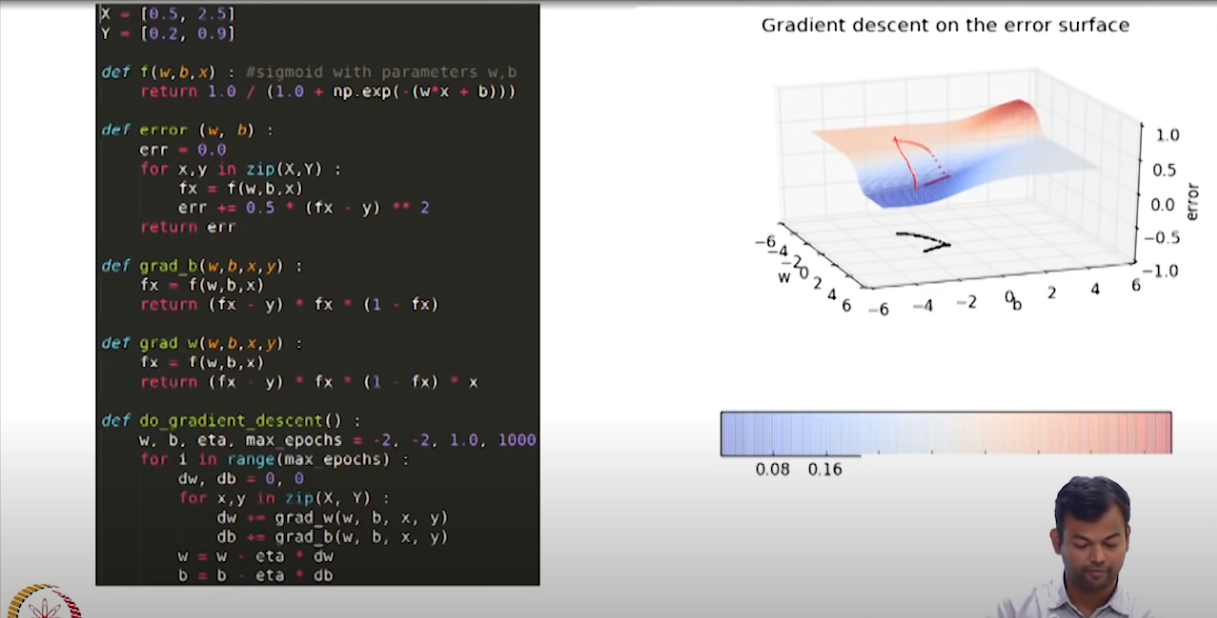 X = [0.5, 2.5]
Y = [0.2, 0.9]
def f(w,b,x) : #sigmoid with parameters w,b
return 1.0 / (1.0 + np.exp(-(w*x + b)))
def error (w, b) :
err = 0.0
for x,y in zip(X,Y) :
fx = f(w,b,x)
err += 0.5 * (fx - y) ** 2
return err
def grad_b(w,b,x,y) :
fx = f(w,b,x)
return (fx - y) * fx * (1 - fx)
def grad w(w,b,x,y) :
fx = f(w,b,x)
return (fx - y) * fx * (1 - fx) * x
def do_gradient_descent() :
w, b, eta, max_epochs = -2, -2, 1.0, 1000
for i in range(max_epochs) :
dw, db = 0, 0
for x,y in zip(X, Y) :
dw += grad_w(w, b, x, y)
db += grad_b(w, b, x, y)
w = w - eta * dw
b = b - eta * db
Gradient descent on the error surface
1.0
0.5
0.0
-0.5
-1.0
error
-6
-4
-2
0
2
4
6
w
-6 -4 -2 0 2 4 6
b
0.08 0.16